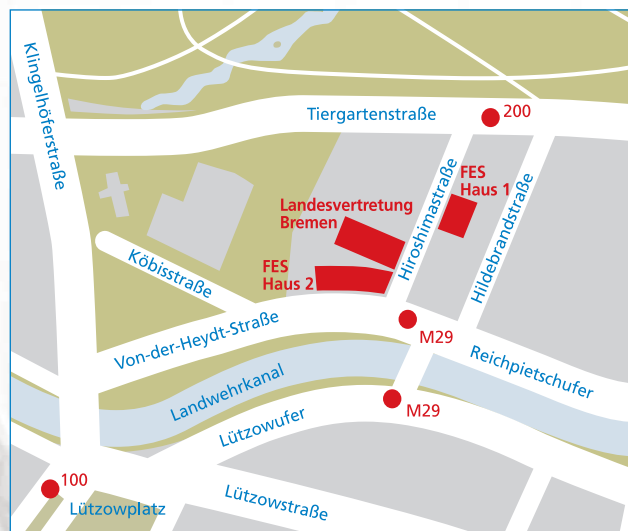 Klingelhöferstraße
Tiergartenstraße
200
FES
Haus 1
Landesvertretung
Bremen
Hiroshimastraße
Hildebrandstraße
FES
Haus 2
Köbisstraße
Von-der-Heydt-Straße
M29
Reichpietschufer
Landwehrkanal
M29
Lützowufer
100
Lützowplatz
Lützowstraße